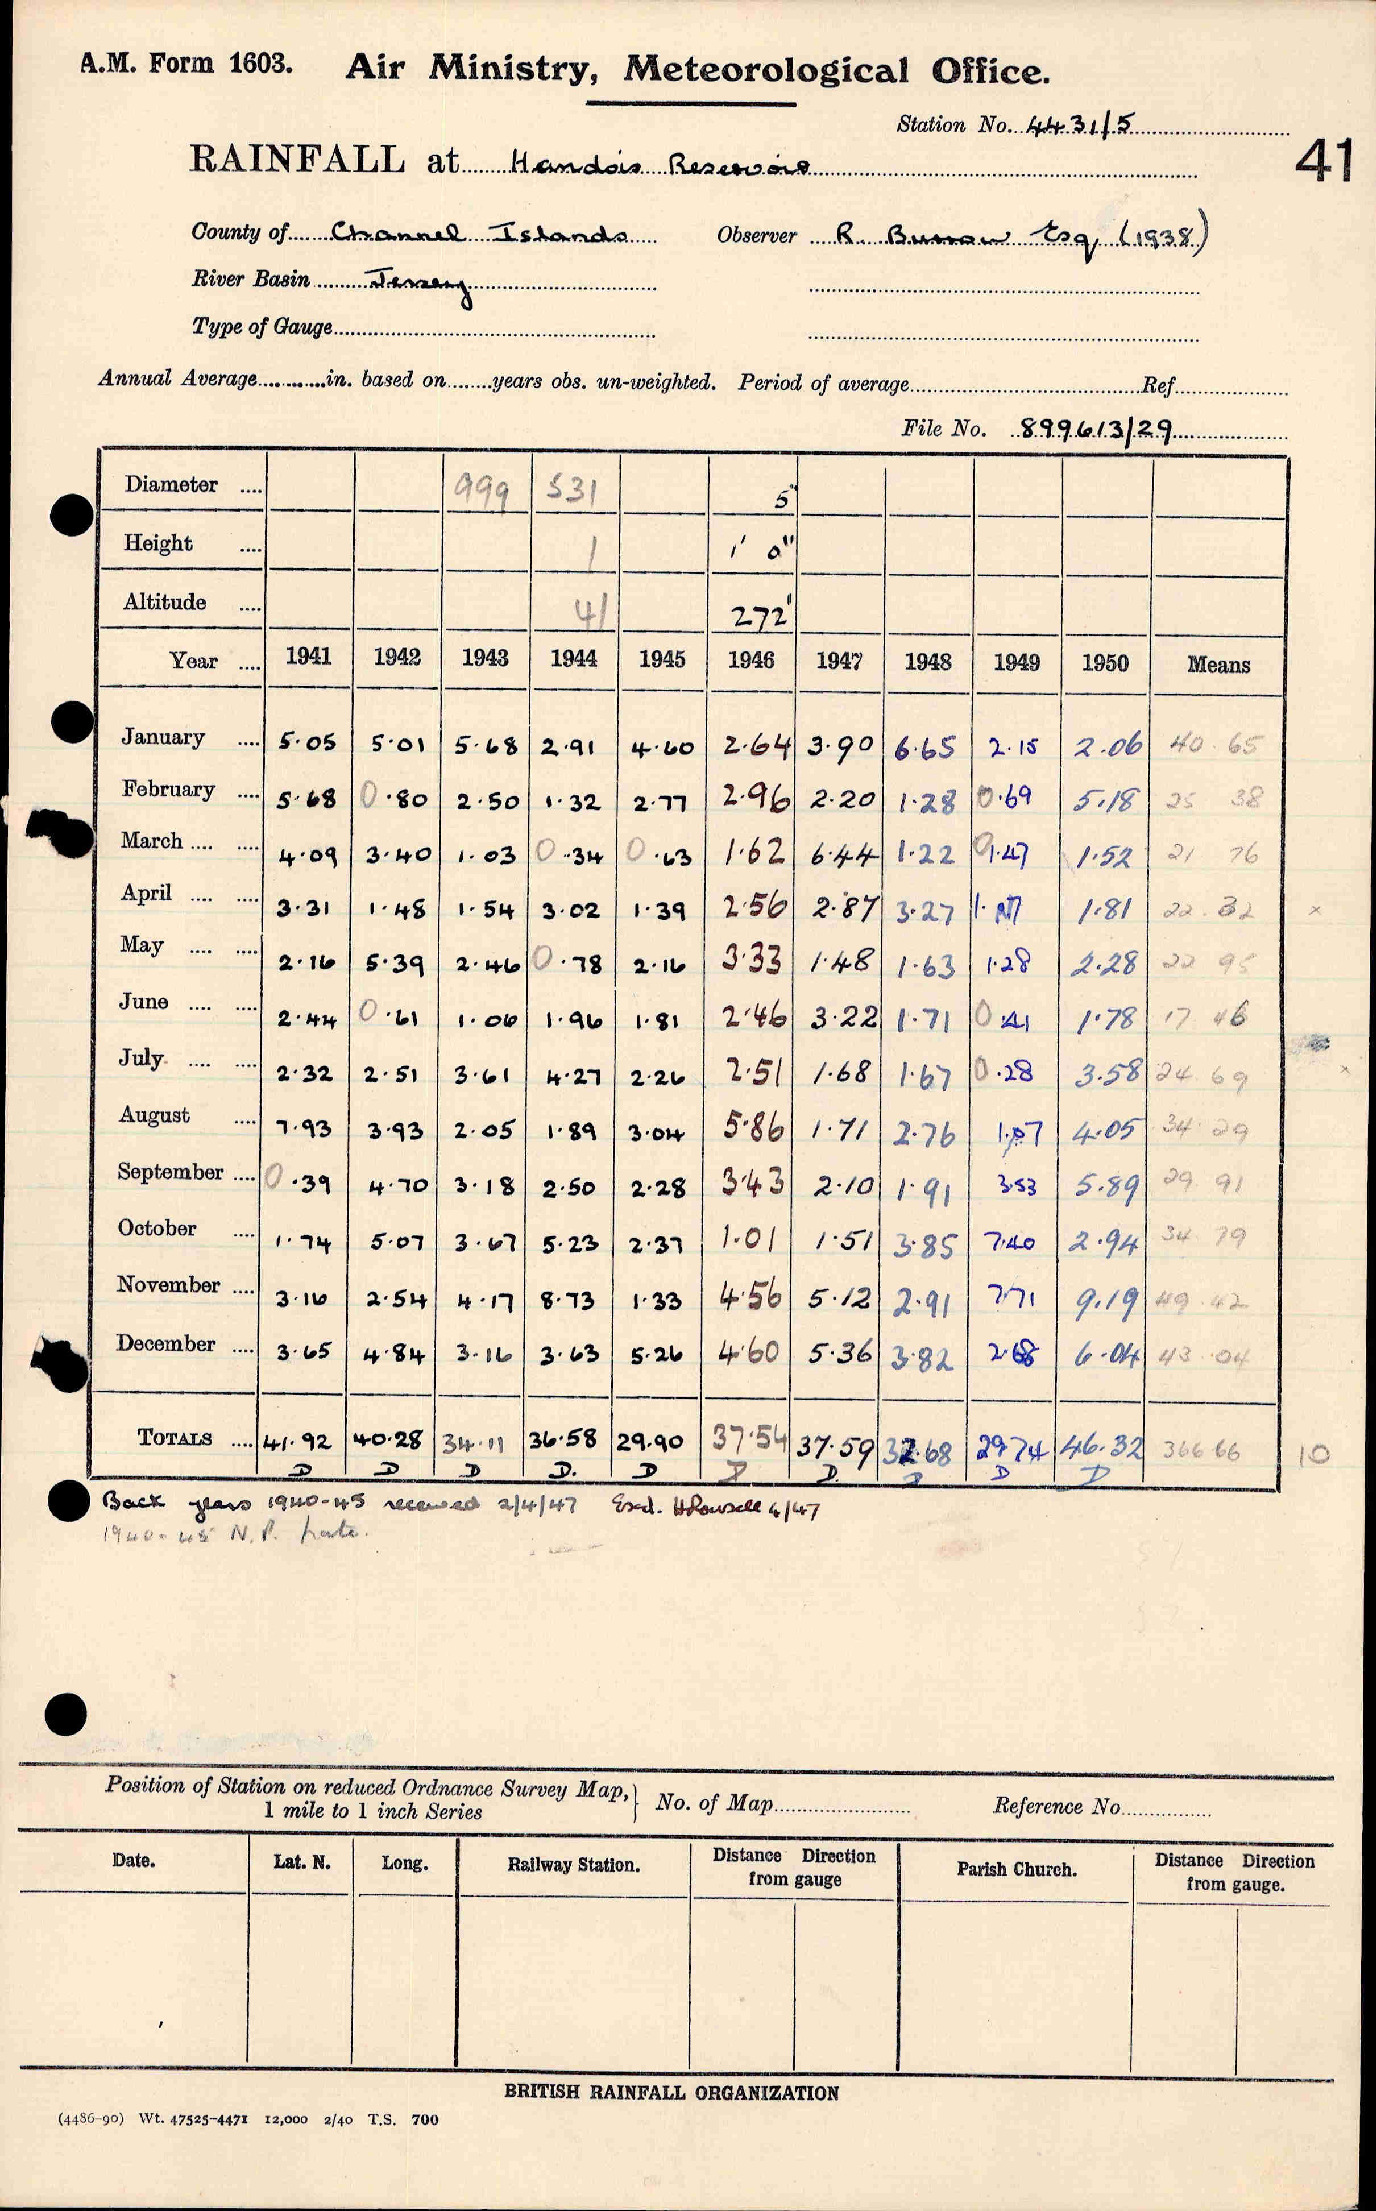 A.M. Form 1603. Air Ministry, Meteorological Office.
Station No. 4431/5
41
RAINFALL at Handois Reservoir
County of Channel Islands Observer R. Burrow Esq, (1938)
River Basin Jersey
Type of Gauge
Annual Average in. based on years obs. un-weighted. Period of average Ref
File No. 899613/29
Diameter 999 531 5"
Height 1 1' 0"
Altitude 41 272'
Year 1941 1942 1943 1944 1945 1946 1947 1948 1949 1950 Means
January 5.05 5.01 5.68 2.91 4.60 2.64 3.90 6.65 2.15 2.06 40.65
February 5.68 0.80 2.50 1.32 2.77 2.96 2.20 1.28 0.69 5.18 25 38
March 4.09 3.40 1.03 0.34 0.63 1.62 6.44 1.22 1.47 1.52 21 76
April 3.31 1.48 1.54 3.02 1.39 2.56 2.87 3.27 1.07 1.81 22.32 x
May 2.16 5.39 2.46 0.78 2.16 3.33 1.48 1.63 1.28 2.28 22 95
June 2.44 0.61 1.06 1.96 1.81 2.46 3.22 1.71 0.41 1.78 17 46
July 2.32 2.51 3.61 4.27 2.26 2.51 1.68 1.67 0.28 3.58 24 69 x
August 7.93 3.93 2.05 1.89 3.04 5.86 1.71 2.76 1.07 4.05 34.29
September 0.39 4.70 3.18 2.50 2.28 3.43 2.10 1.91 3.53 5.89 29 91
October 1.74 5.07 3.67 5.23 2.37 1.01 1.51 3.85 7.40 2.94 34 79
November 3.16 2.54 4.17 8.73 1.33 4.56 5.12 2.91 7.71 9.19 49.42
December 3.65 4.84 3.16 3.63 5.26 4.60 5.36 3.82 2.68 6.04 43.04
TOTALS 41.92 40.28 34.11 36.58 29.90 37.54 37.59 32.68 29.74 46.32 366 66 10
D D D D. D D D. D D D
Back years 1940-45 received 2/4/47 Exd. HRowsell 4/47
1940-45 N.P. late.
Position of Station on reduced Ordnance Survey Map,
1 mile to 1 inch Series
No. of Map Reference No.
Date. Lat. N. Long. Railway Station. Distance Direction from gauge Parish Church. Distance Direction from gauge.
BRITISH RAINFALL ORGANIZATION
(4486-90) Wt. 47525-4471 12,000 2/40 T.S. 700